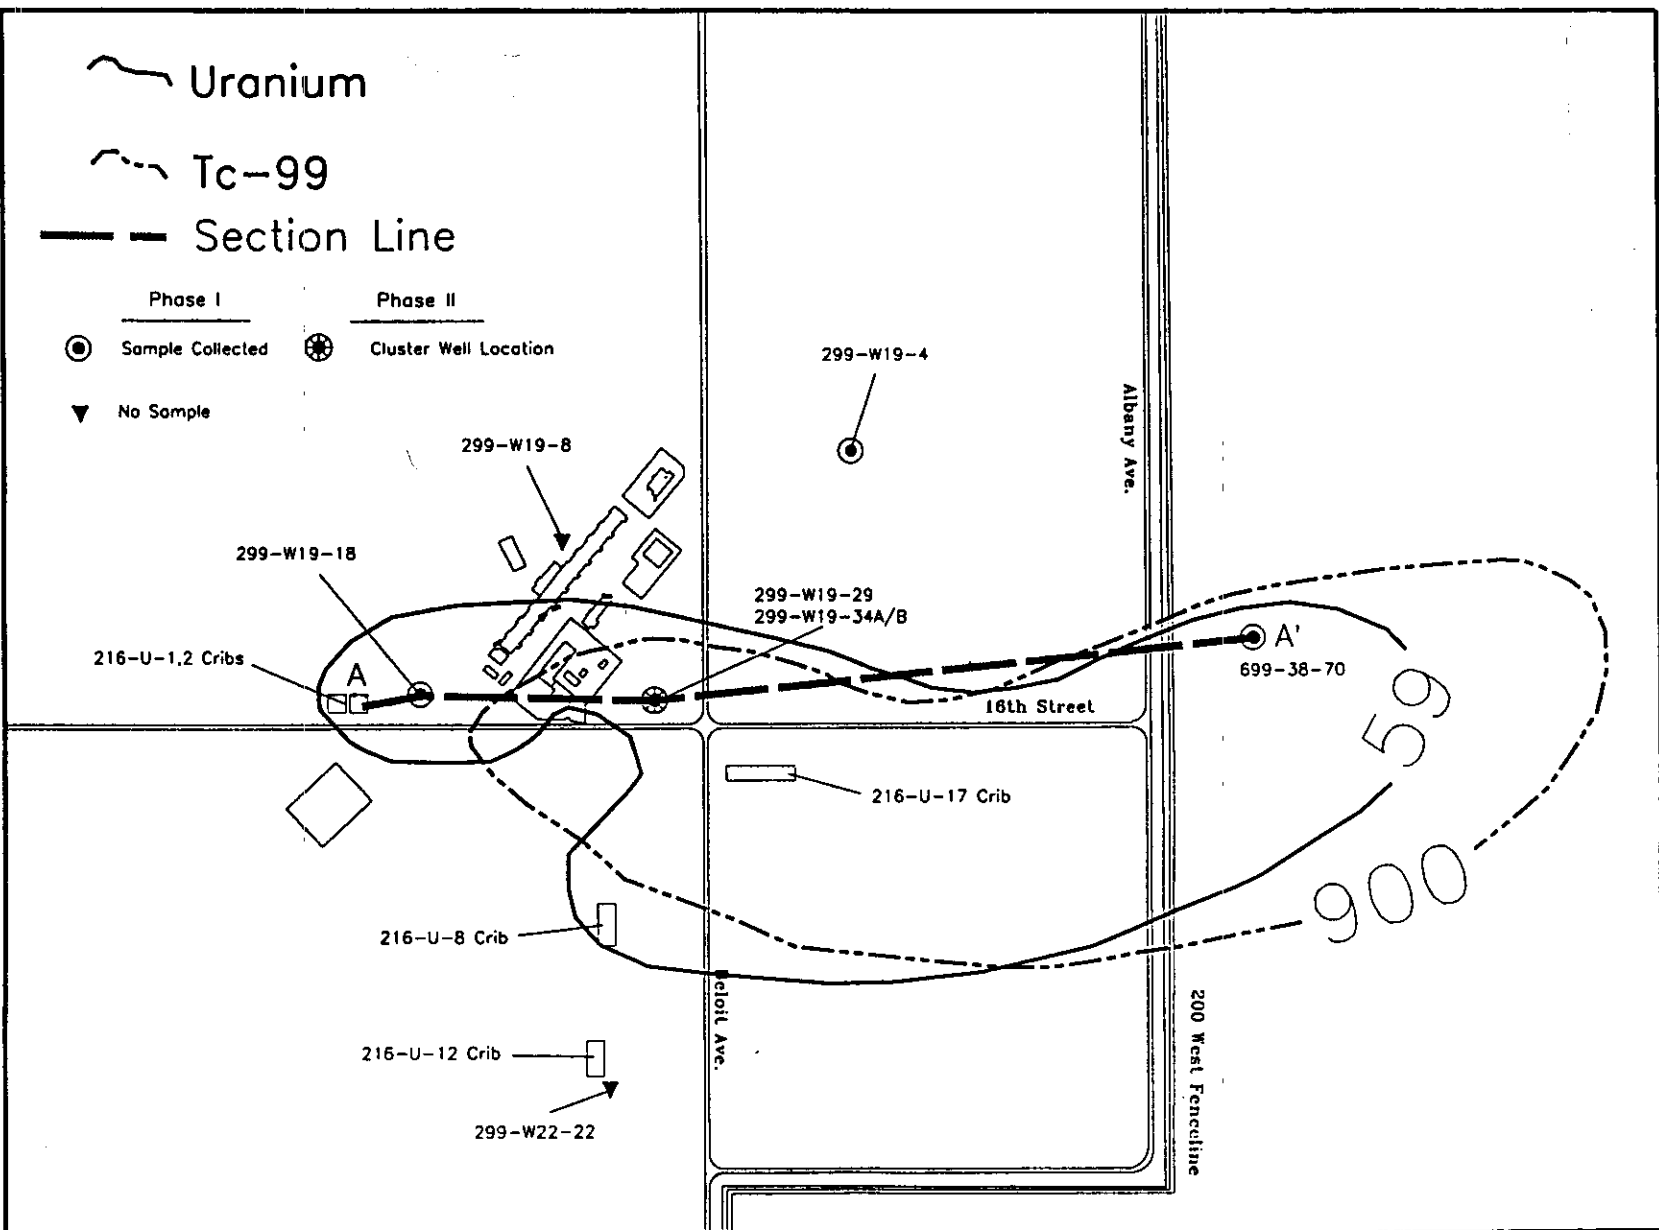 Uranium
Tc-99
Section Line
Phase I
Phase II
Sample Collected
Cluster Well Location
No Sample
299-W19-4
Albany Ave.
299-W19-8
299-W19-18
299-W19-29
299-W19-34A/B
216-U-1,2 Cribs
A
A'
699-38-70
16th Street
59
216-U-17 Crib
900
216-U-8 Crib
eloit Ave.
200 West Fenceline
216-U-12 Crib
299-W22-22